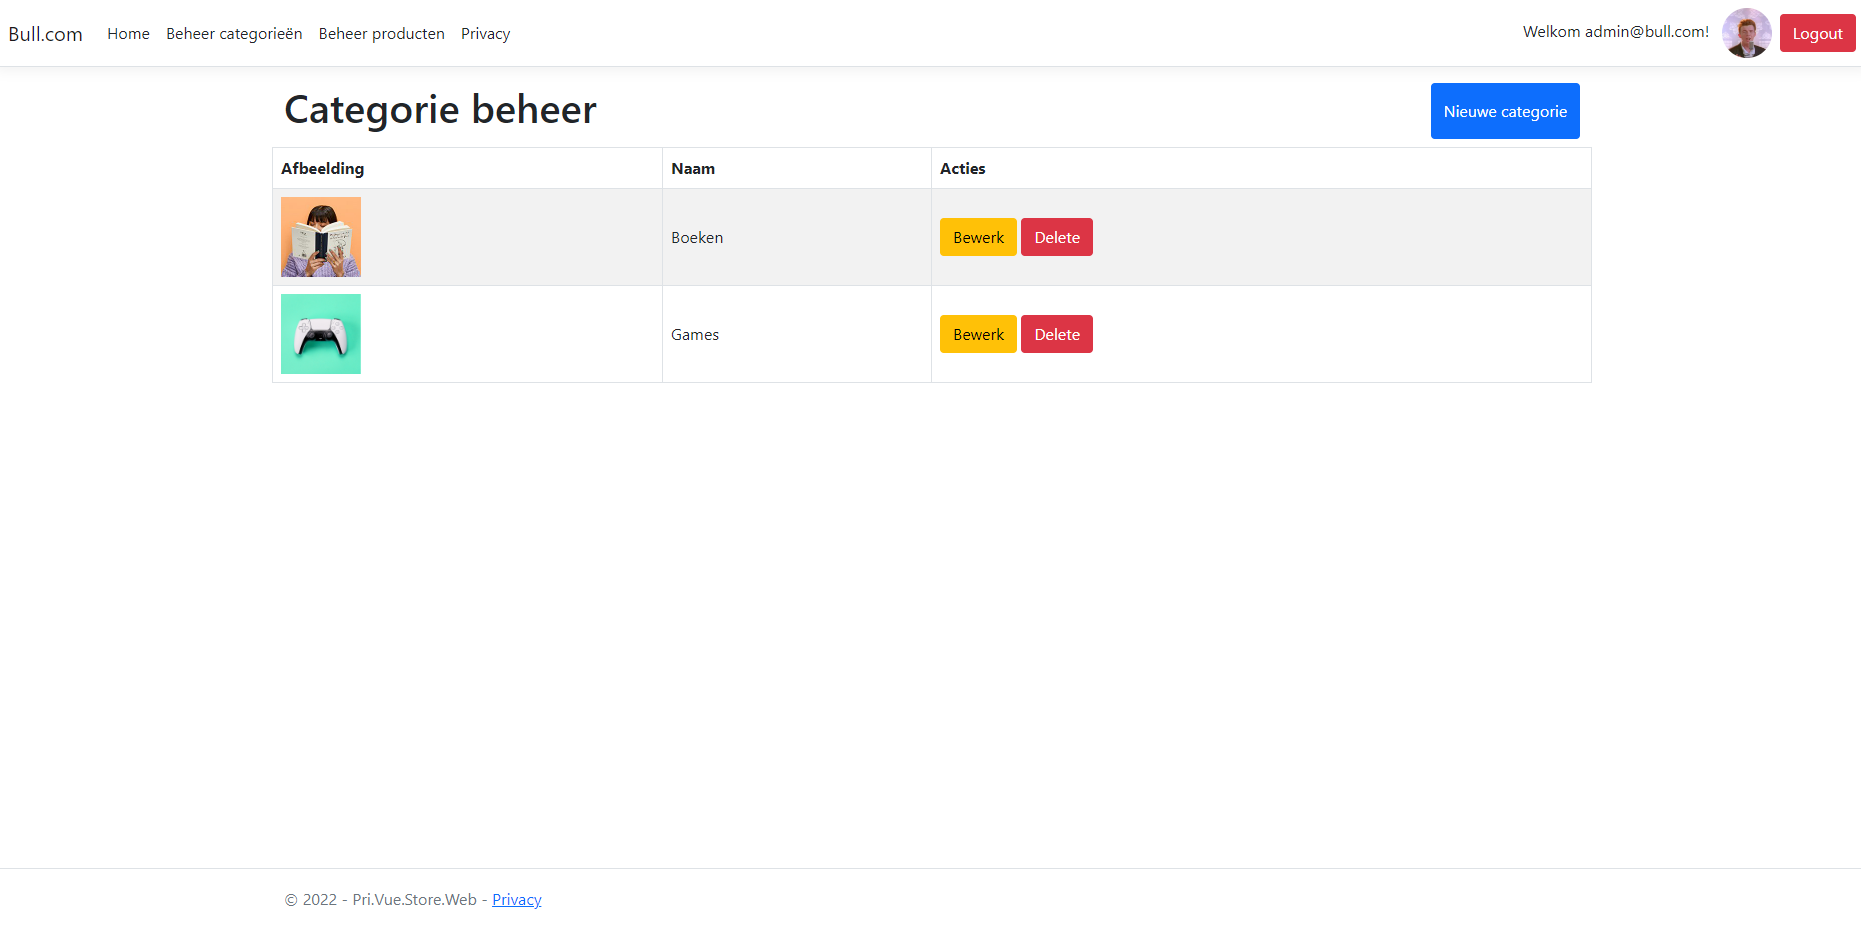 Bull.com Home Beheer categorieën Beheer producten Privacy Welkom admin@bull.com! Logout
Categorie beheer Nieuwe categorie
Afbeelding Naam Acties
Boeken Bewerk Delete
Games Bewerk Delete
© 2022 - Pri.Vue.Store.Web - Privacy